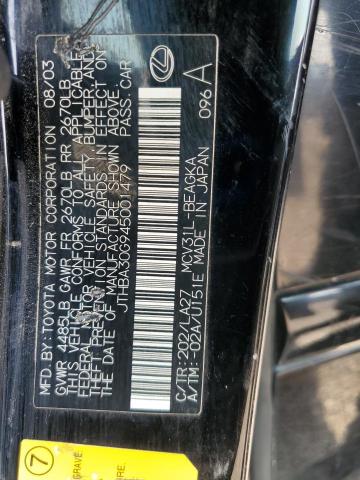 MFD. BY: TOYOTA MOTOR CORPORATION 08/03
GVWR 4485LB GAWR FR 2670LB RR 2670LB
THIS VEHICLE CONFORMS TO ALL APPLICABLE
FEDERAL MOTOR VEHICLE SAFETY, BUMPER, AND
THEFT PREVENTION STANDARDS IN EFFECT ON
THE DATE OF MANUFACTURE SHOWN ABOVE.
JTHBA30G945001479 PASS. CAR
C/TR: 202/LA27 MCV31L-BEAGKA
A/TM: -02A/U151E MADE IN JAPAN
096 A
7
GRAVE